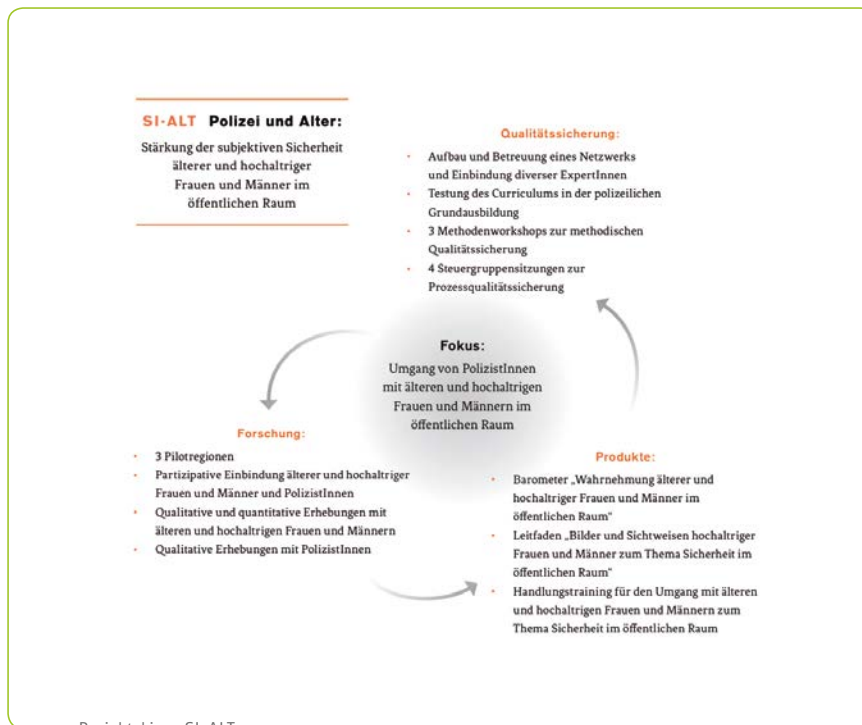 SI·ALT Polizei und Alter:
Stärkung der subjektiven Sicherheit
älterer und hochaltriger
Frauen und Männer im
öffentlichen Raum
Qualitätssicherung:
· Aufbau und Betreuung eines Netzwerks
und Einbindung diverser ExpertInnen
· Testung des Curriculums in der polizeilichen
Grundausbildung
· 3 Methodenworkshops zur methodischen
Qualitätssicherung
· 4 Steuergruppensitzungen zur
Prozessqualitätssicherung
Fokus:
Umgang von PolizistInnen
mit älteren und hochaltrigen
Frauen und Männern im
öffentlichen Raum
Forschung:
· 3 Pilotregionen
· Partizipative Einbindung älterer und hochaltriger
Frauen und Männer und PolizistInnen
· Qualitative und quantitative Erhebungen mit
älteren und hochaltrigen Frauen und Männern
· Qualitative Erhebungen mit PolizistInnen
Produkte:
· Barometer „Wahrnehmung älterer und
hochaltriger Frauen und Männer im
öffentlichen Raum“
· Leitfaden „Bilder und Sichtweisen hochaltriger
Frauen und Männer zum Thema Sicherheit im
öffentlichen Raum“
· Handlungstraining für den Umgang mit älteren
und hochaltrigen Frauen und Männern zum
Thema Sicherheit im öffentlichen Raum
SI-ALT